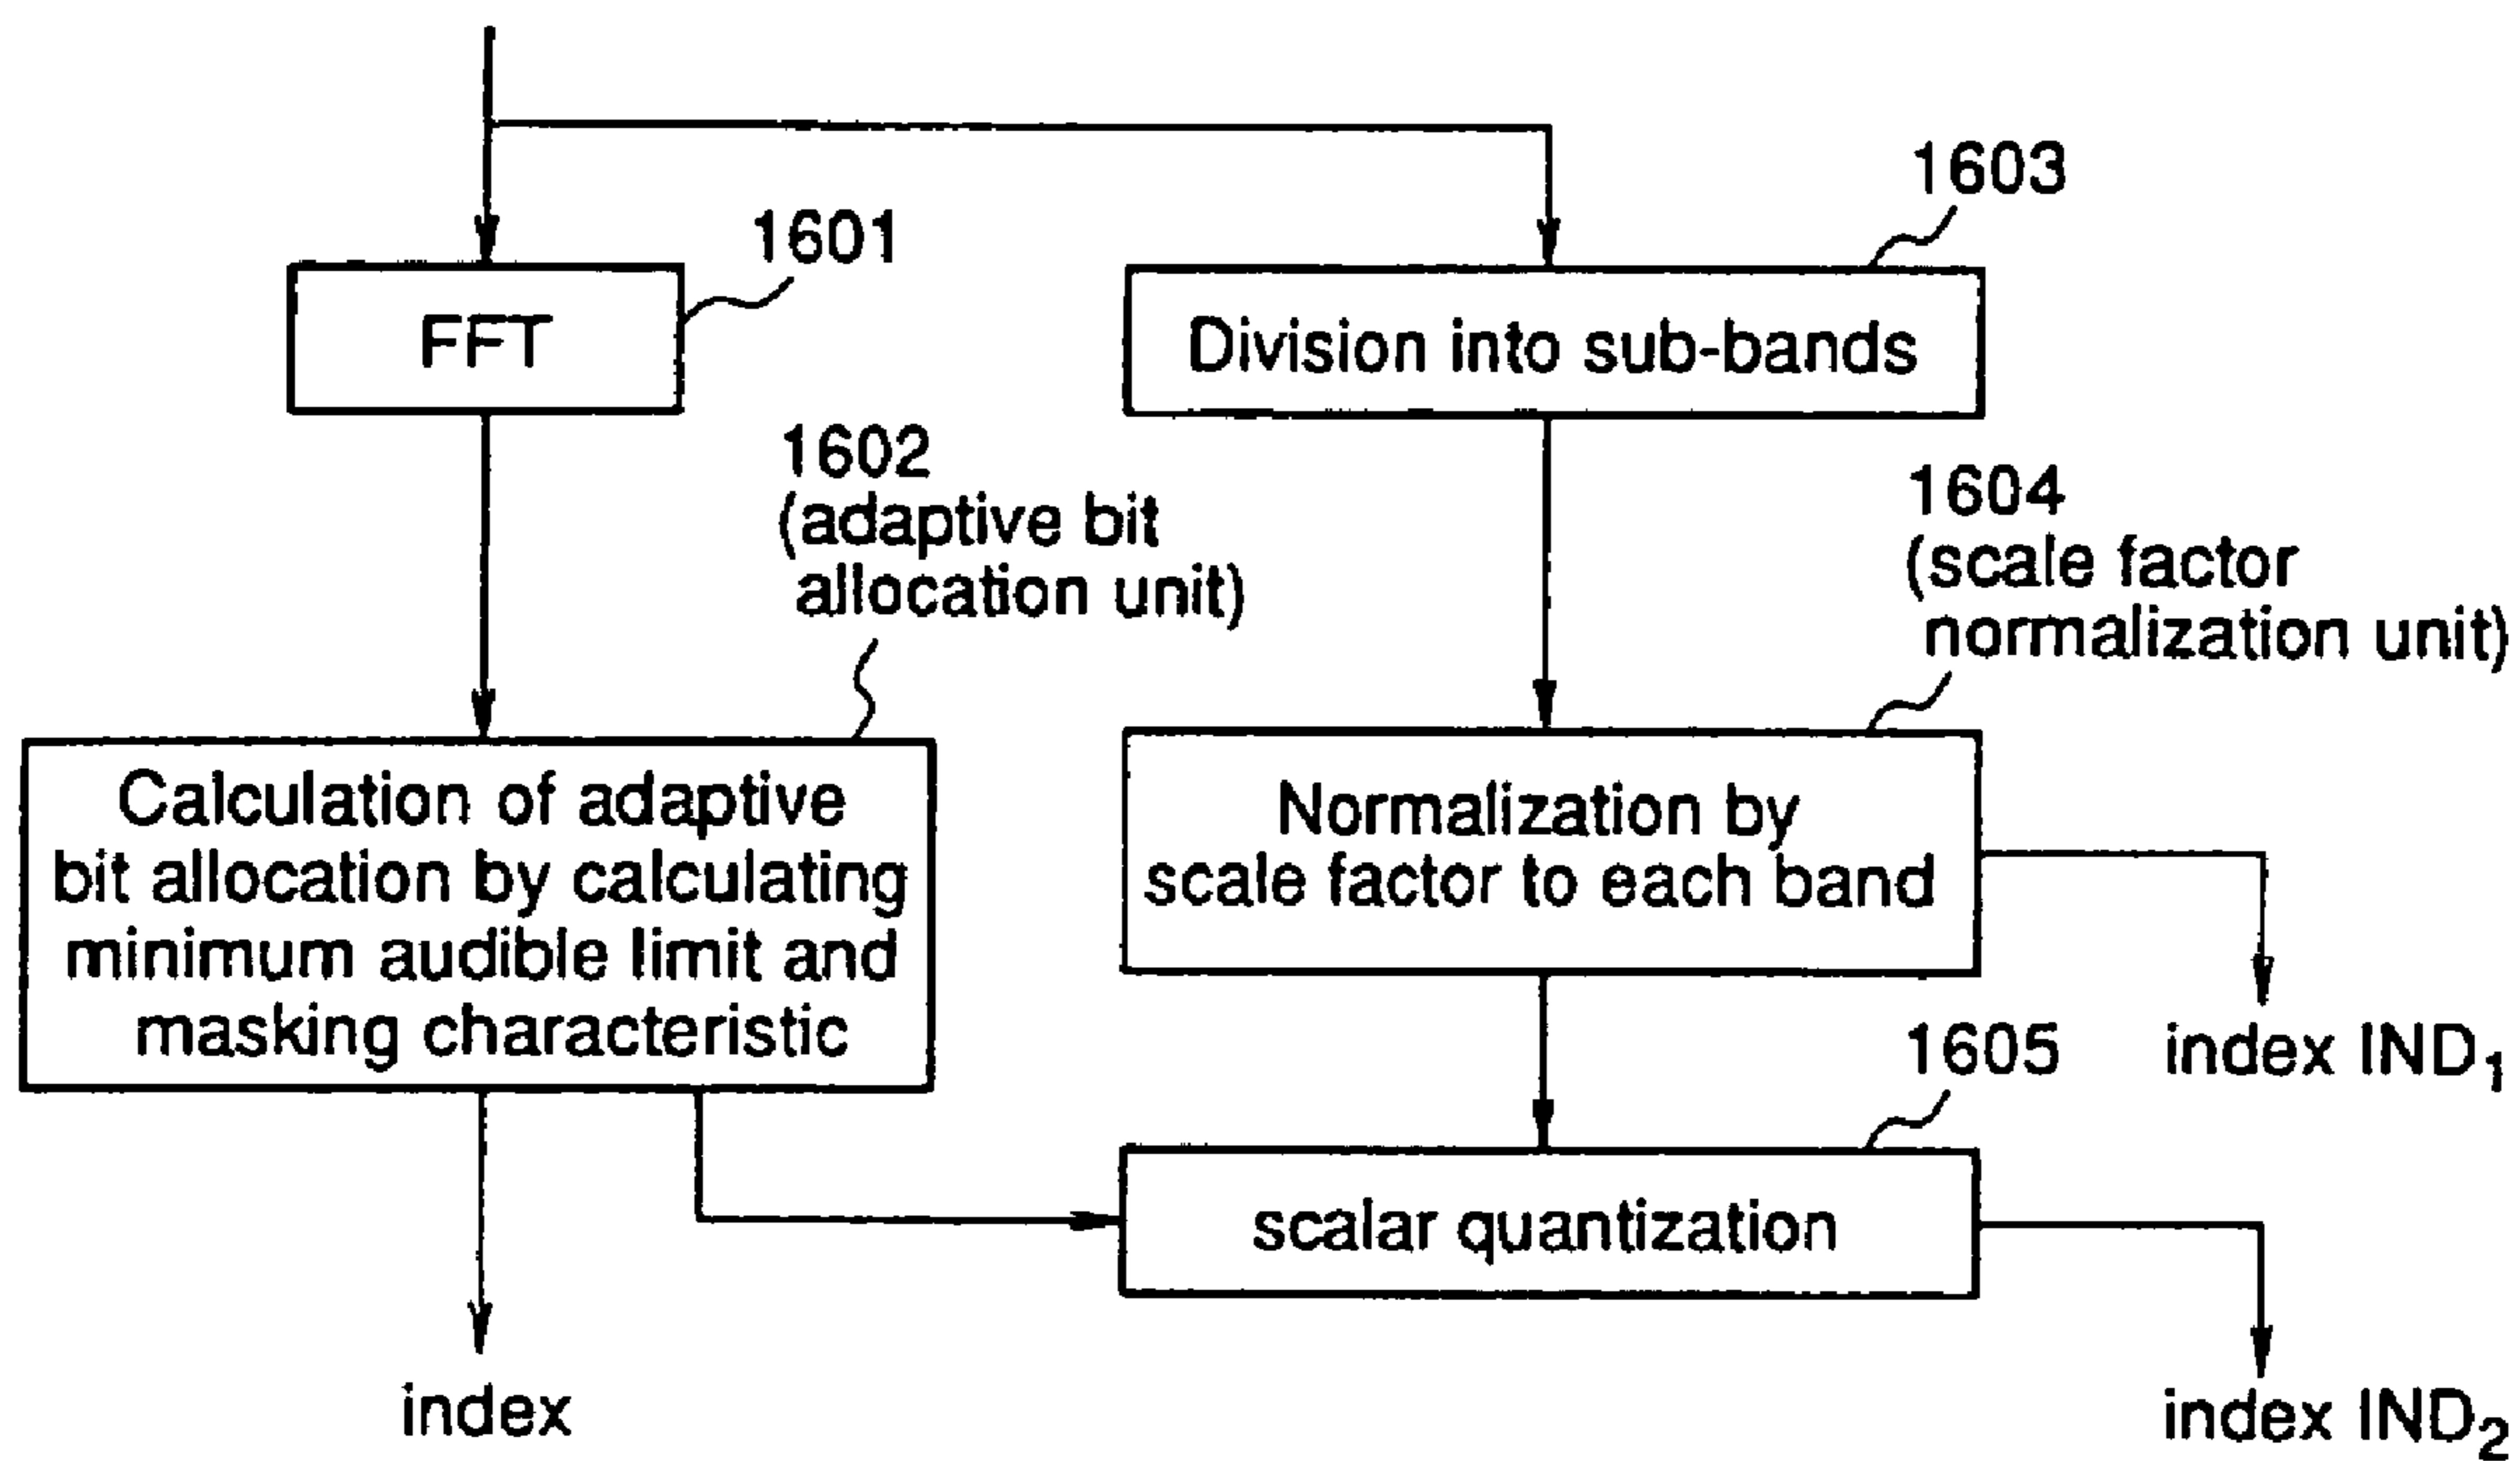 1603
1601
FFT
Division into sub-bands
1602
(adaptive bit
allocation unit)
1604
(scale factor
normalization unit)
Calculation of adaptive
bit allocation by calculating
minimum audible limit and
masking characteristic
Normalization by
scale factor to each band
index IND1
1605
scalar quantization
index
index IND2